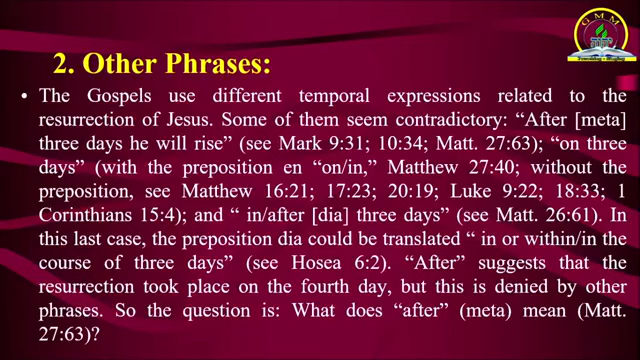 GMM
Preaching - Singing
2. Other Phrases:
• The Gospels use different temporal expressions related to the
resurrection of Jesus. Some of them seem contradictory: “After [meta]
three days he will rise” (see Mark 9:31; 10:34; Matt. 27:63); “on three
days” (with the preposition en “on/in,” Matthew 27:40; without the
preposition, see Matthew 16:21; 17:23; 20:19; Luke 9:22; 18:33; 1
Corinthians 15:4); and “ in/after [dia] three days” (see Matt. 26:61). In
this last case, the preposition dia could be translated “ in or within/in the
course of three days” (see Hosea 6:2). “After” suggests that the
resurrection took place on the fourth day, but this is denied by other
phrases. So the question is: What does “after” (meta) mean (Matt.
27:63)?